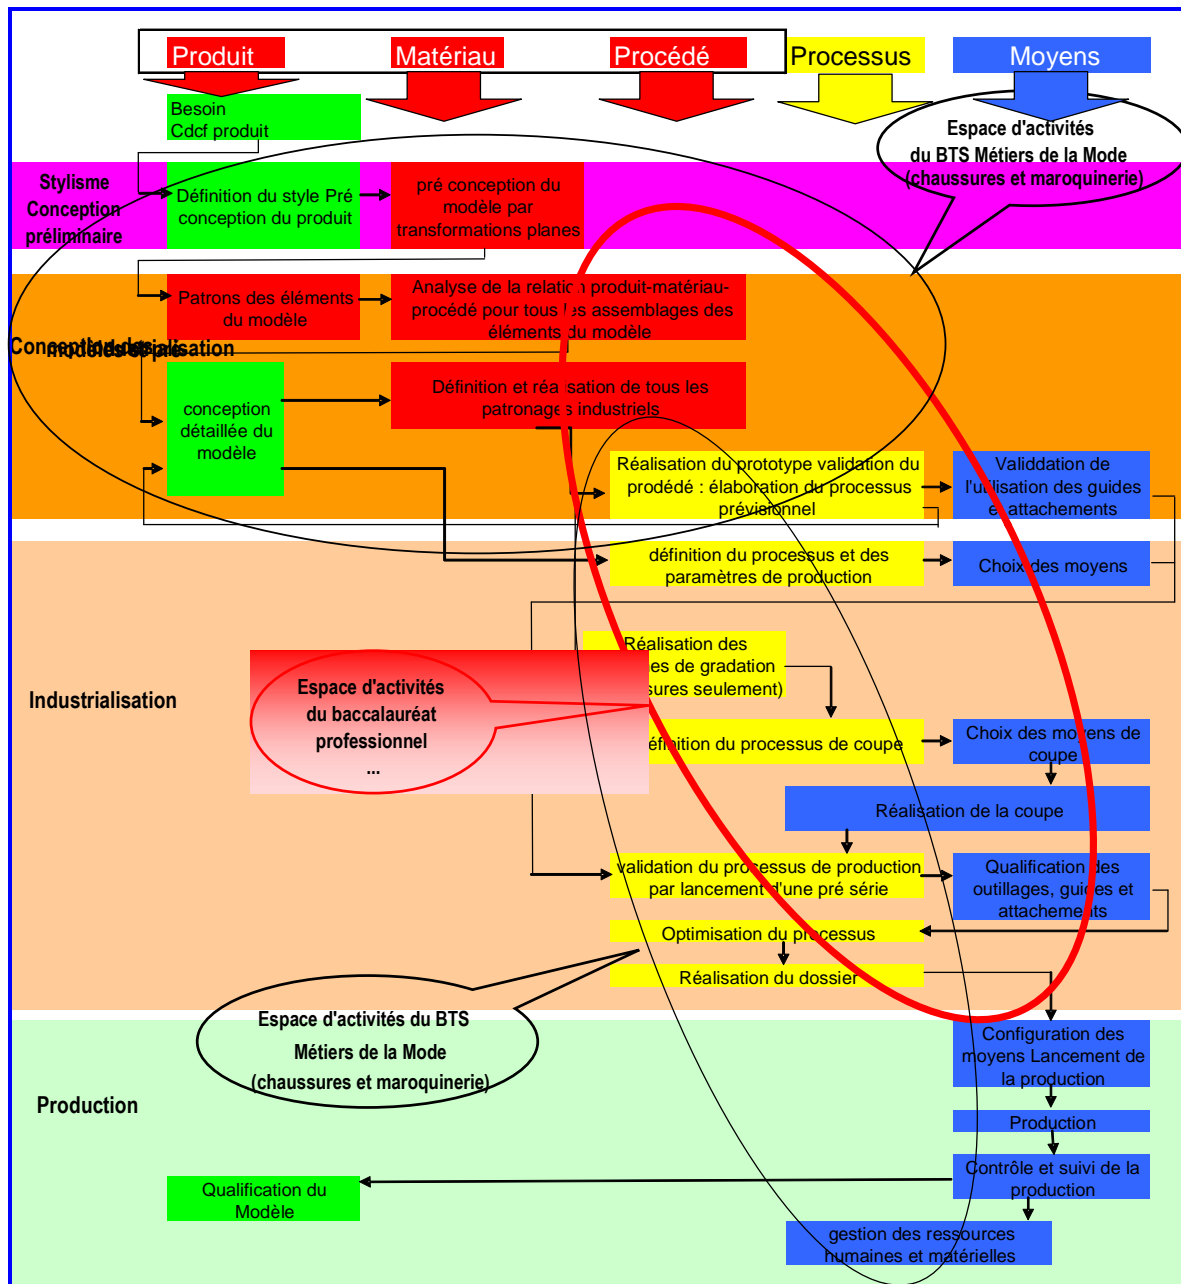 Produit
Matériau
Procédé
Processus
Moyens
Besoin
Cdcf produit
Espace d'activités
du BTS Métiers de la Mode
(chaussures et maroquinerie)
Stylisme
Conception
préliminaire
Définition du style Pré
conception du produit
pré conception du
modèle par
transformations planes
Patrons des éléments
du modèle
Analyse de la relation produit-matériau-
procédé pour tous les assemblages des
éléments du modèle
Conception des
modèles et pré
conception
détaillée du
modèle
Définition et réalisation de tous les
patronages industriels
Réalisation du prototype validation du
prodédé : élaboration du processus
prévisionnel
Validdation de
l'utilisation des guides
et attachements
définition du processus et des
paramètres de production
Choix des moyens
Industrialisation
Réalisation des
de gradation
seulement)
Espace d'activités
du baccalauréat
professionnel
...
du processus de coupe
Choix des moyens de
coupe
Réalisation de la coupe
validation du processus de production
par lancement d'une pré série
Qualification des
outillages, guides et
attachements
Optimisation du processus
Réalisation du dossier
Espace d'activités du BTS
Métiers de la Mode
(chaussures et maroquinerie)
Configuration des
moyens Lancement de
la production
Production
Production
Contrôle et suivi de la
production
Qualification du
Modèle
gestion des ressources
humaines et matérielles